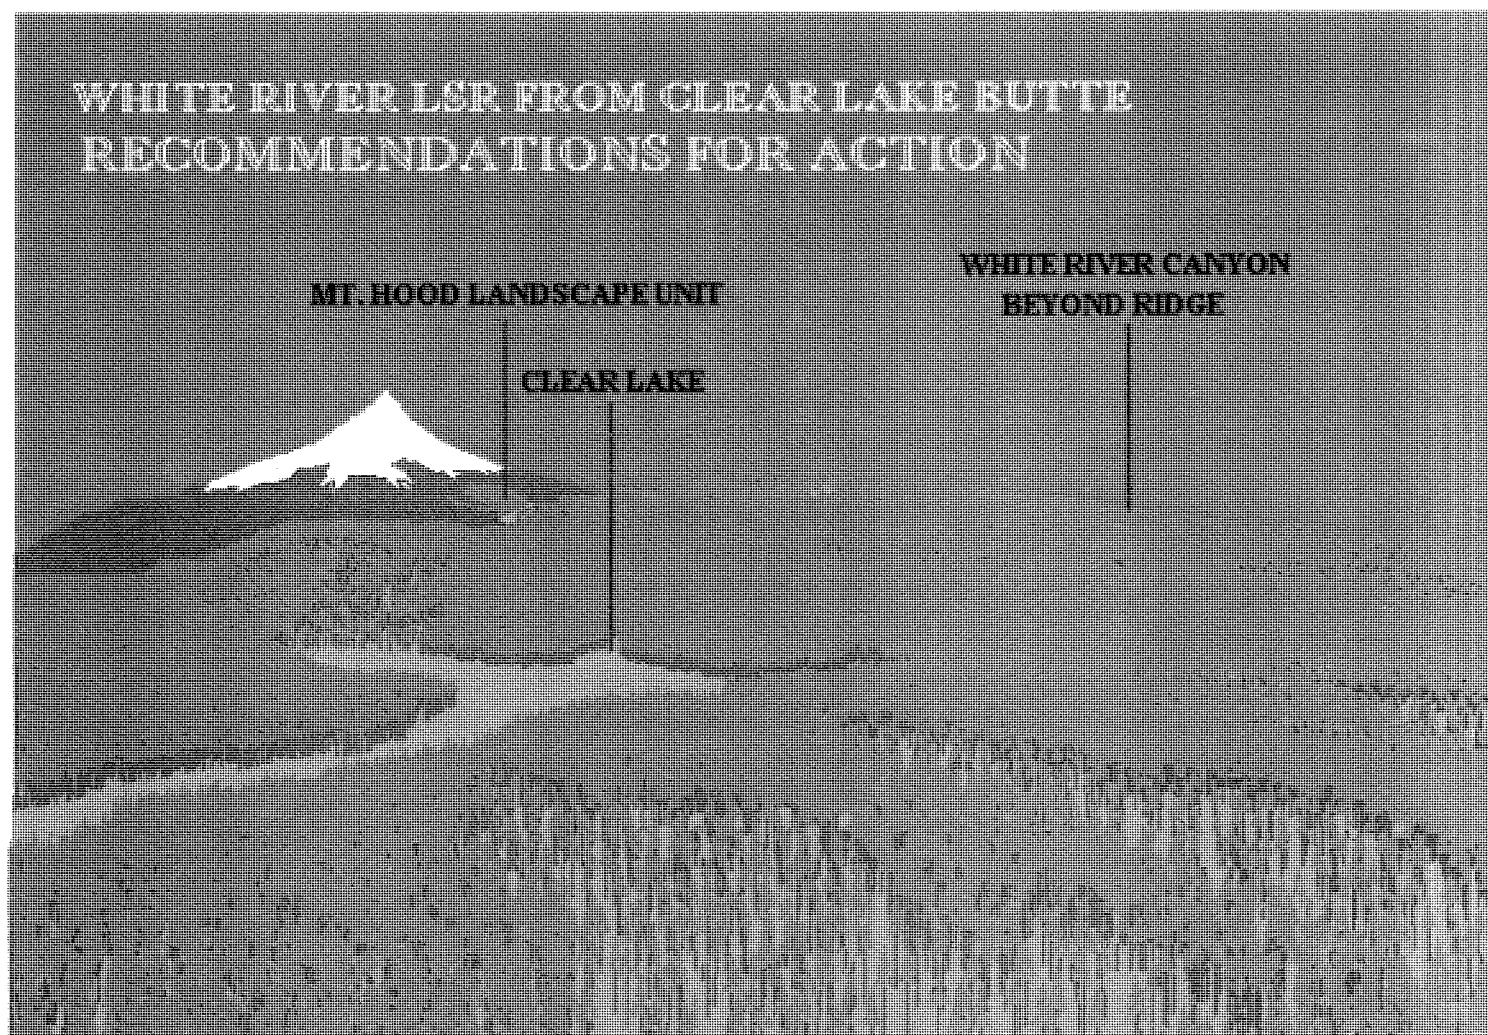 WHITE RIVER LSR FROM CLEAR LAKE BUTTE
RECOMMENDATIONS FOR ACTION
WHITE RIVER CANYON
BEYOND RIDGE
MT. HOOD LANDSCAPE UNIT
CLEAR LAKE